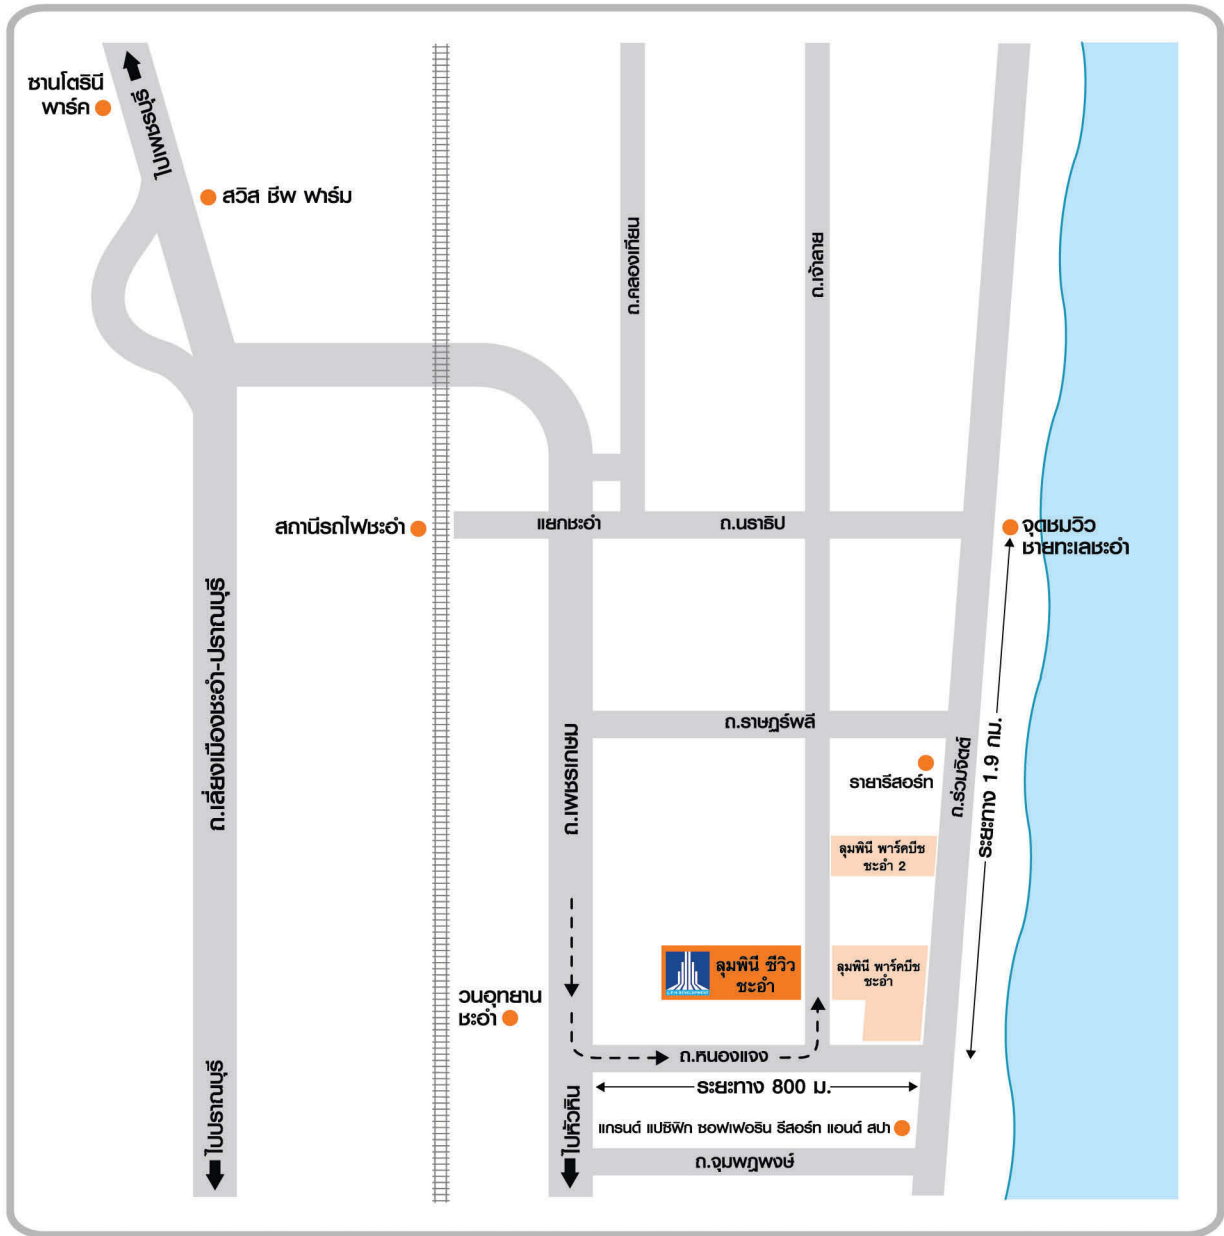 ซานโตรินี
พาร์ค
ไปเพชรบุรี
สวิส ชีพ ฟาร์ม
ถ.คลองเทียน
ถ.เจ้าลาย
สถานีรถไฟชะอำ
แยกชะอำ
ถ.นราธิป
จุดชมวิว
ชายทะเลชะอำ
ถ.เลี่ยงเมืองชะอำ-ปราณบุรี
ถ.เพชรเกษม
ถ.ราษฎร์พลี
รายารีสอร์ท
ถ.ร่วมจิตต์
ระยะทาง 1.9 กม.
ลุมพินี พาร์คบีช
ชะอำ 2
ลุมพินี ซีวิว
ชะอำ
ลุมพินี พาร์คบีช
ชะอำ
วนอุทยาน
ชะอำ
ถ.หนองแจง
ระยะทาง 800 ม.
ไปปราณบุรี
ไปหัวหิน
แกรนด์ แปซิฟิก ซอฟเฟอริน รีสอร์ท แอนด์ สปา
ถ.จุมพฎพงษ์